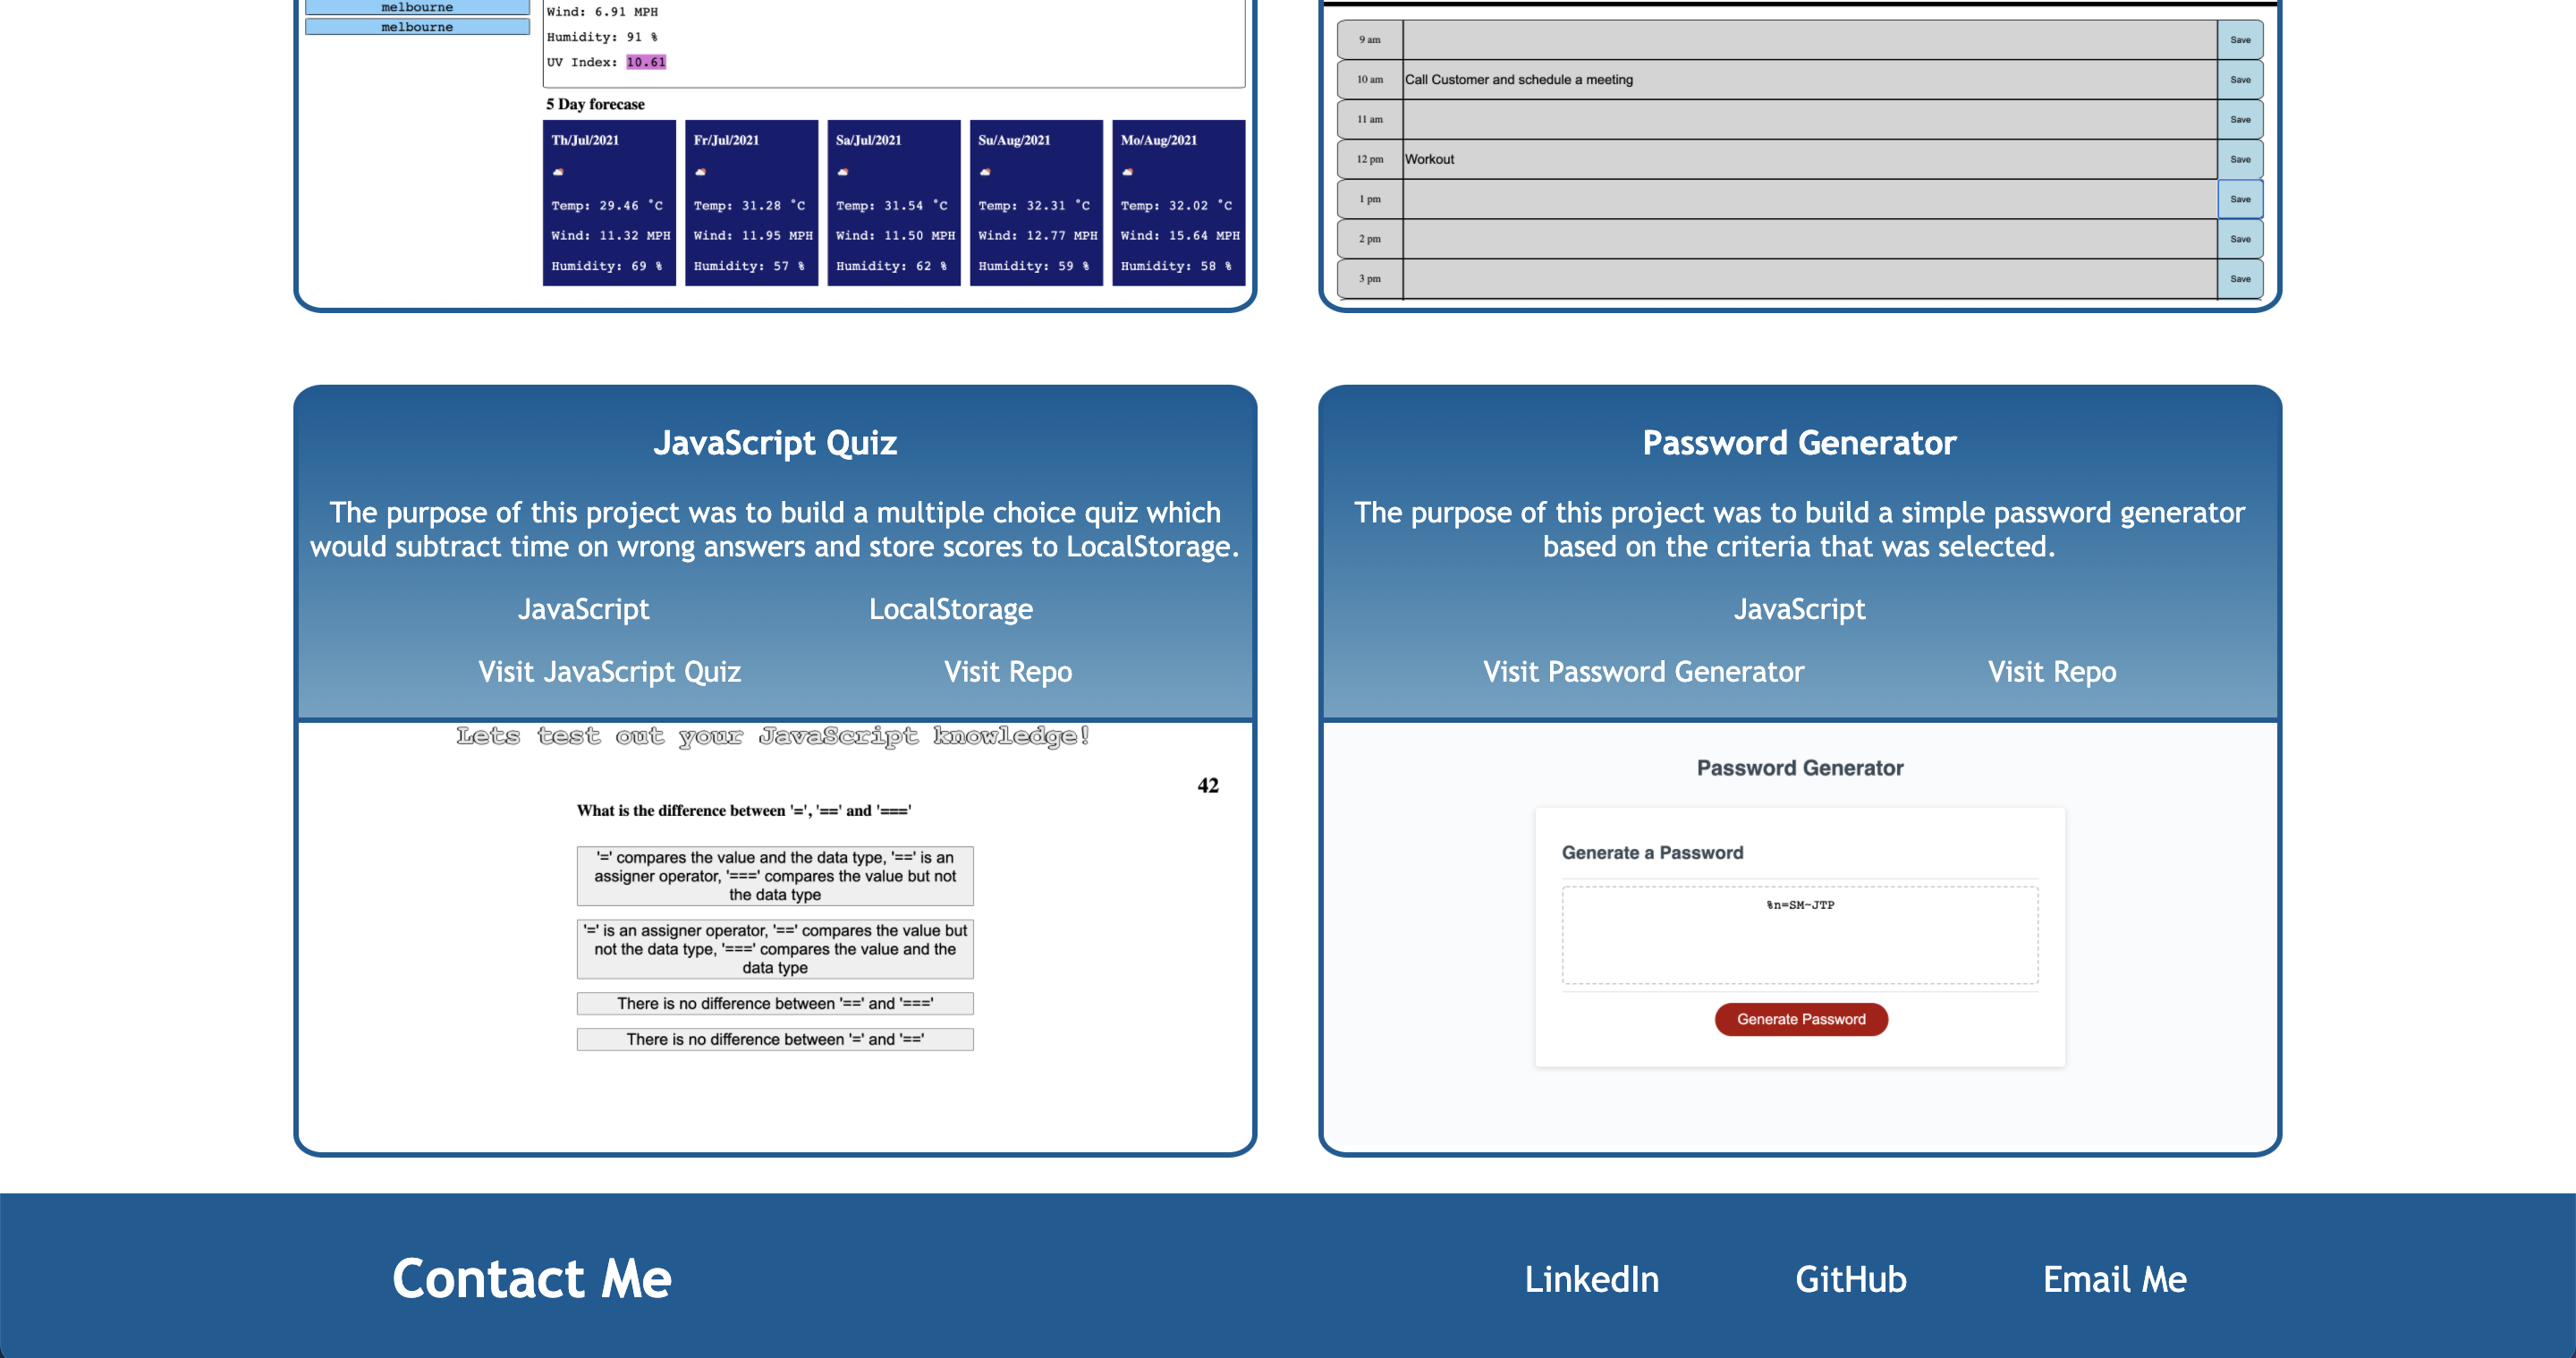 melbourne
melbourne
Wind: 6.91 MPH
Humidity: 91 %
UV Index: 10.61
5 Day forecase
Th/Jul/2021 Fr/Jul/2021 Sa/Jul/2021 Su/Aug/2021 Mo/Aug/2021
Temp: 29.46 °C Temp: 31.28 °C Temp: 31.54 °C Temp: 32.31 °C Temp: 32.02 °C
Wind: 11.32 MPH Wind: 11.95 MPH Wind: 11.50 MPH Wind: 12.77 MPH Wind: 15.64 MPH
Humidity: 69 % Humidity: 57 % Humidity: 62 % Humidity: 59 % Humidity: 58 %
9 am Save
10 am Call Customer and schedule a meeting Save
11 am Save
12 pm Workout Save
1 pm Save
2 pm Save
3 pm Save
JavaScript Quiz
The purpose of this project was to build a multiple choice quiz which
would subtract time on wrong answers and store scores to LocalStorage.
JavaScript LocalStorage
Visit JavaScript Quiz Visit Repo
Lets test out your JavaScript knowledge!
42
What is the difference between '=', '==' and '==='
'=' compares the value and the data type, '==' is an
assigner operator, '===' compares the value but not
the data type
'=' is an assigner operator, '==' compares the value but
not the data type, '===' compares the value and the
data type
There is no difference between '==' and '==='
There is no difference between '=' and '=='
Password Generator
The purpose of this project was to build a simple password generator
based on the criteria that was selected.
JavaScript
Visit Password Generator Visit Repo
Password Generator
Generate a Password
%n=SM~JTP
Generate Password
Contact Me
LinkedIn GitHub Email Me